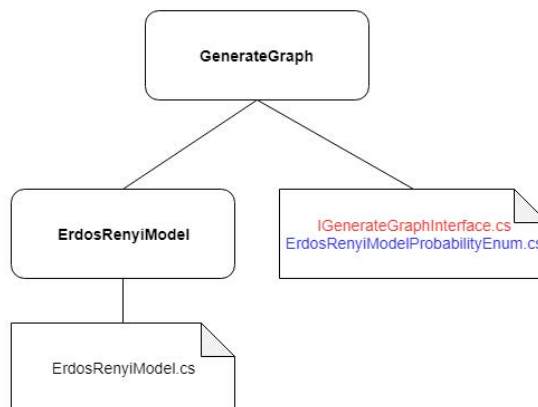 GenerateGraph
ErdosRenyiModel
IGenerateGraphInterface.cs
ErdosRenyiModelProbabilityEnum.cs
ErdosRenyiModel.cs